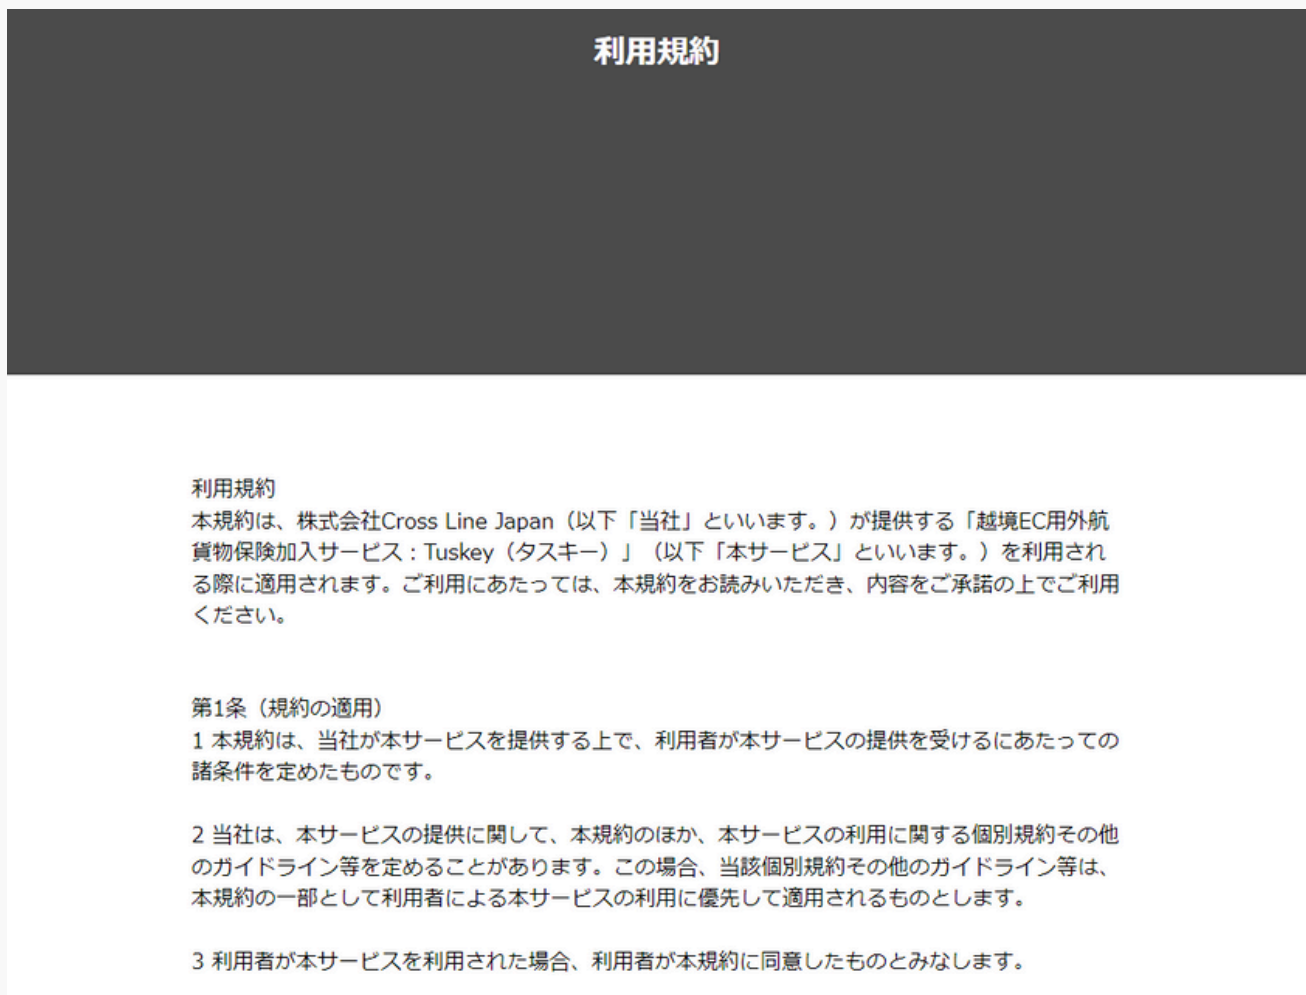 利用規約
利用規約
本規約は、株式会社Cross Line Japan（以下「当社」といいます。）が提供する「越境EC用外航
貨物保険加入サービス：Tuskey（タスキー）」（以下「本サービス」といいます。）を利用され
る際に適用されます。ご利用にあたっては、本規約をお読みいただき、内容をご承諾の上でご利用
ください。
第1条（規約の適用）
1 本規約は、当社が本サービスを提供する上で、利用者が本サービスの提供を受けるにあたっての
諸条件を定めたものです。
2 当社は、本サービスの提供に関して、本規約のほか、本サービスの利用に関する個別規約その他
のガイドライン等を定めることがあります。この場合、当該個別規約その他のガイドライン等は、
本規約の一部として利用者による本サービスの利用に優先して適用されるものとします。
3 利用者が本サービスを利用された場合、利用者が本規約に同意したものとみなします。